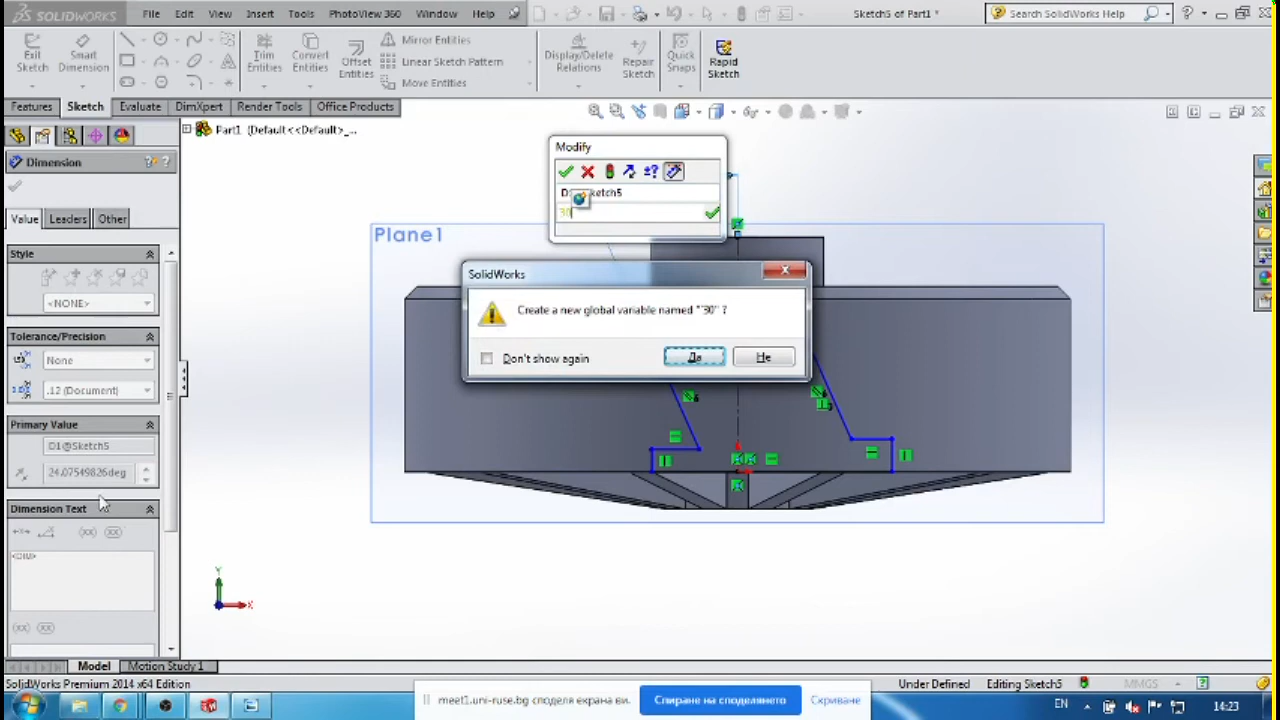 SOLIDWORKS File Edit View Insert Tools PhotoView 360 Window Help Sketch5 of Part1 * Search SolidWorks Help
Exit Sketch
Smart Dimension
Trim Entities
Convert Entities
Offset Entities
Mirror Entities
Linear Sketch Pattern
Move Entities
Display/Delete Relations
Repair Sketch
Quick Snaps
Rapid Sketch
Features Sketch Evaluate DimXpert Render Tools Office Products
Part1 (Default<<Default>_...
Dimension
Value Leaders Other
Style
<NONE>
Tolerance/Precision
None
.12 (Document)
Primary Value
D1@Sketch5
24.07549826deg
Dimension Text
<DIM>
Modify
30
Plane1
SolidWorks
Create a new global variable named "30" ?
Don't show again
Да
Не
Y
X
Model Motion Study 1
SolidWorks Premium 2014 x64 Edition Under Defined Editing Sketch5 MMGS
meet1.uni-ruse.bg споделя екрана ви. Спиране на споделянето Скриване
EN 14:23